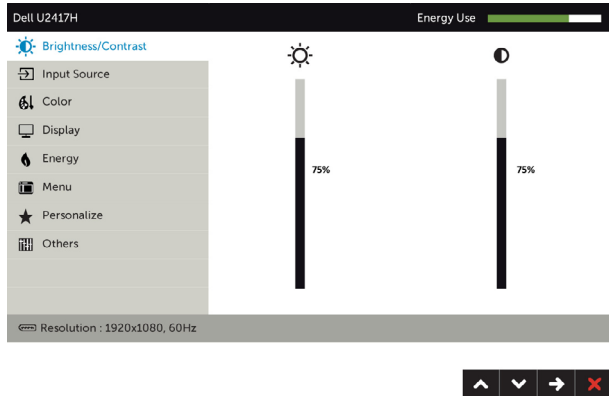 Dell U2417H
Energy Use
Brightness/Contrast
Input Source
Color
Display
Energy
Menu
Personalize
Others
75%
75%
Resolution : 1920x1080, 60Hz